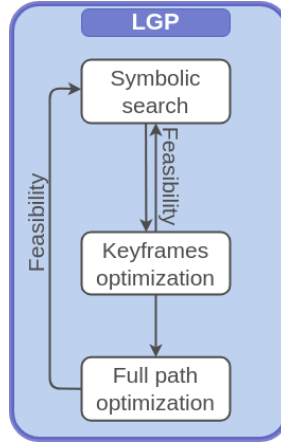 LGP
Symbolic
search
Feasibility
Feasibility
Keyframes
optimization
Full path
optimization